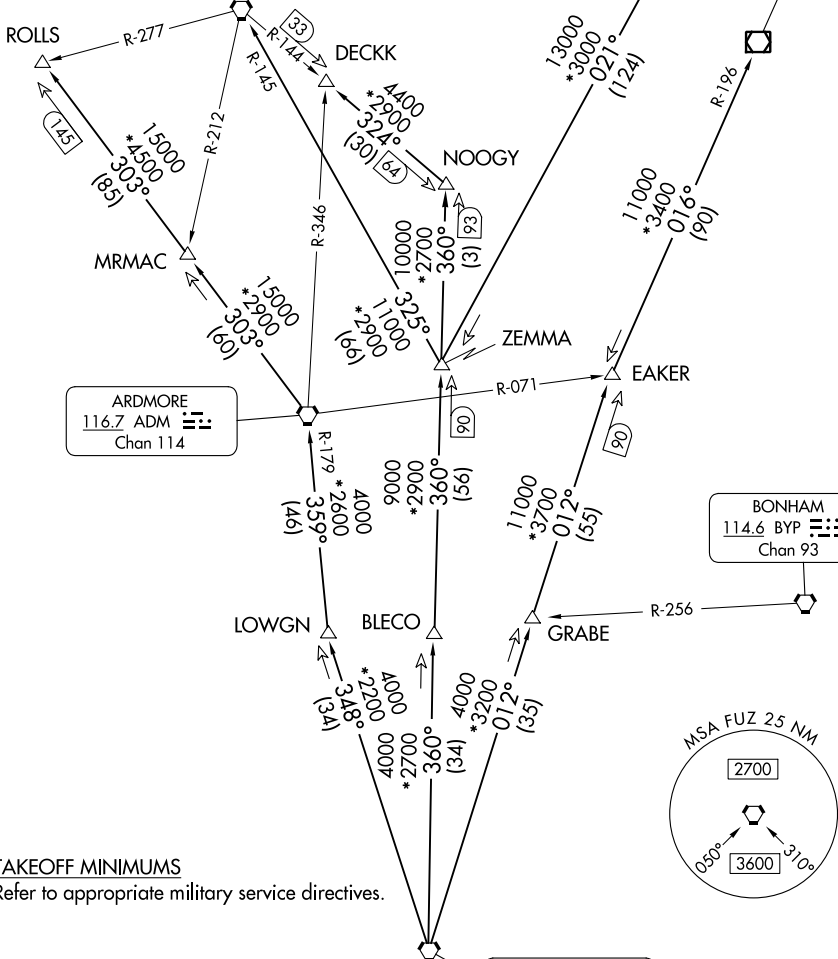 ROLLS
R-277
33
R-144
R-145
DECKK
13000
*3000
021°
(124)
R-196
145
15000
*4500
303°
(85)
R-212
4400
*2900
324°
(30)
64
NOOGY
93
R-346
10000
*2700
360°
(3)
11000
*3400
016°
(90)
MRMAC
15000
*2900
303°
(60)
325°
11000
*2900
(66)
ZEMMA
EAKER
R-071
ARDMORE
116.7 ADM
Chan 114
R-179
90
90
4000
*2600
359°
(46)
9000
*2900
360°
(56)
11000
*3700
012°
(55)
BONHAM
114.6 BYP
Chan 93
R-256
LOWGN
BLECO
GRABE
4000
*2200
348°
(34)
4000
*2700
360°
(34)
4000
*3200
012°
(35)
MSA FUZ 25 NM
2700
050°
3600
310°
TAKEOFF MINIMUMS
Refer to appropriate military service directives.